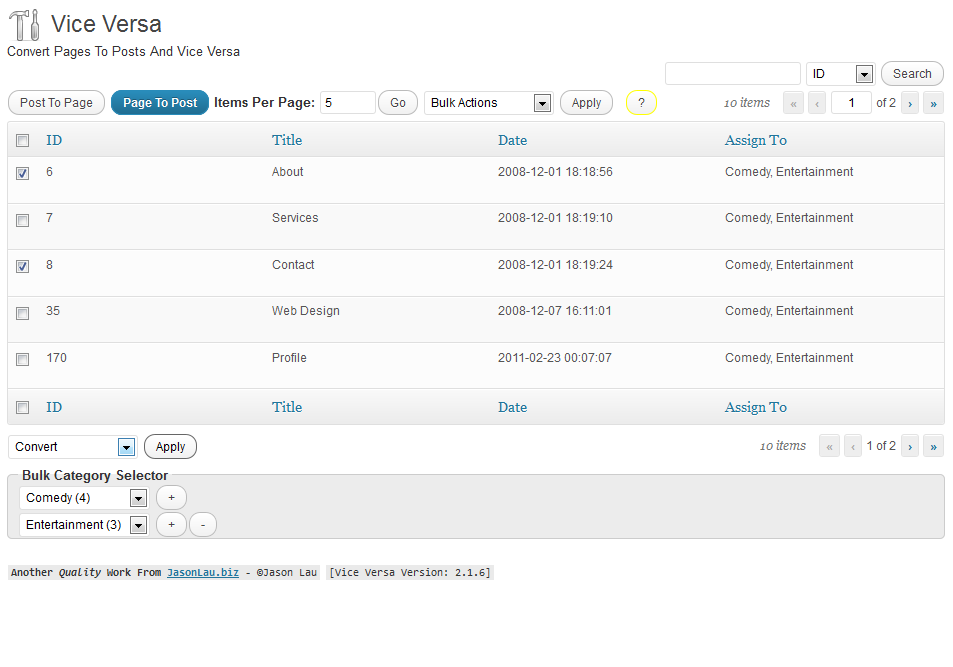 Vice Versa
Convert Pages To Posts And Vice Versa
ID Search
Post To Page Page To Post Items Per Page: 5 Go Bulk Actions Apply ? 10 items « ‹ 1 of 2 › »
ID Title Date Assign To
6 About 2008-12-01 18:18:56 Comedy, Entertainment
7 Services 2008-12-01 18:19:10 Comedy, Entertainment
8 Contact 2008-12-01 18:19:24 Comedy, Entertainment
35 Web Design 2008-12-07 16:11:01 Comedy, Entertainment
170 Profile 2011-02-23 00:07:07 Comedy, Entertainment
ID Title Date Assign To
Convert Apply 10 items « ‹ 1 of 2 › »
Bulk Category Selector
Comedy (4) +
Entertainment (3) + -
Another Quality Work From JasonLau.biz - ©Jason Lau [Vice Versa Version: 2.1.6]